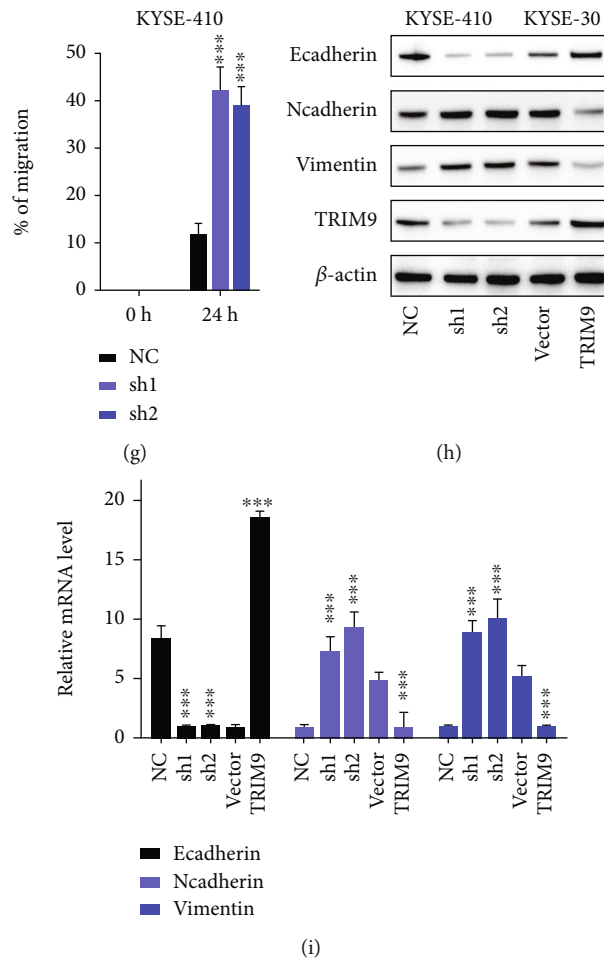 KYSE-410
% of migration
50
40
30
20
10
0
***
***
0 h
24 h
NC
sh1
sh2
(g)
KYSE-410
KYSE-30
Ecadherin
Ncadherin
Vimentin
TRIM9
β-actin
NC
sh1
sh2
Vector
TRIM9
(h)
Relative mRNA level
20
15
10
5
0
***
***
***
***
***
***
***
***
***
NC
sh1
sh2
Vector
TRIM9
NC
sh1
sh2
Vector
TRIM9
NC
sh1
sh2
Vector
TRIM9
Ecadherin
Ncadherin
Vimentin
(i)